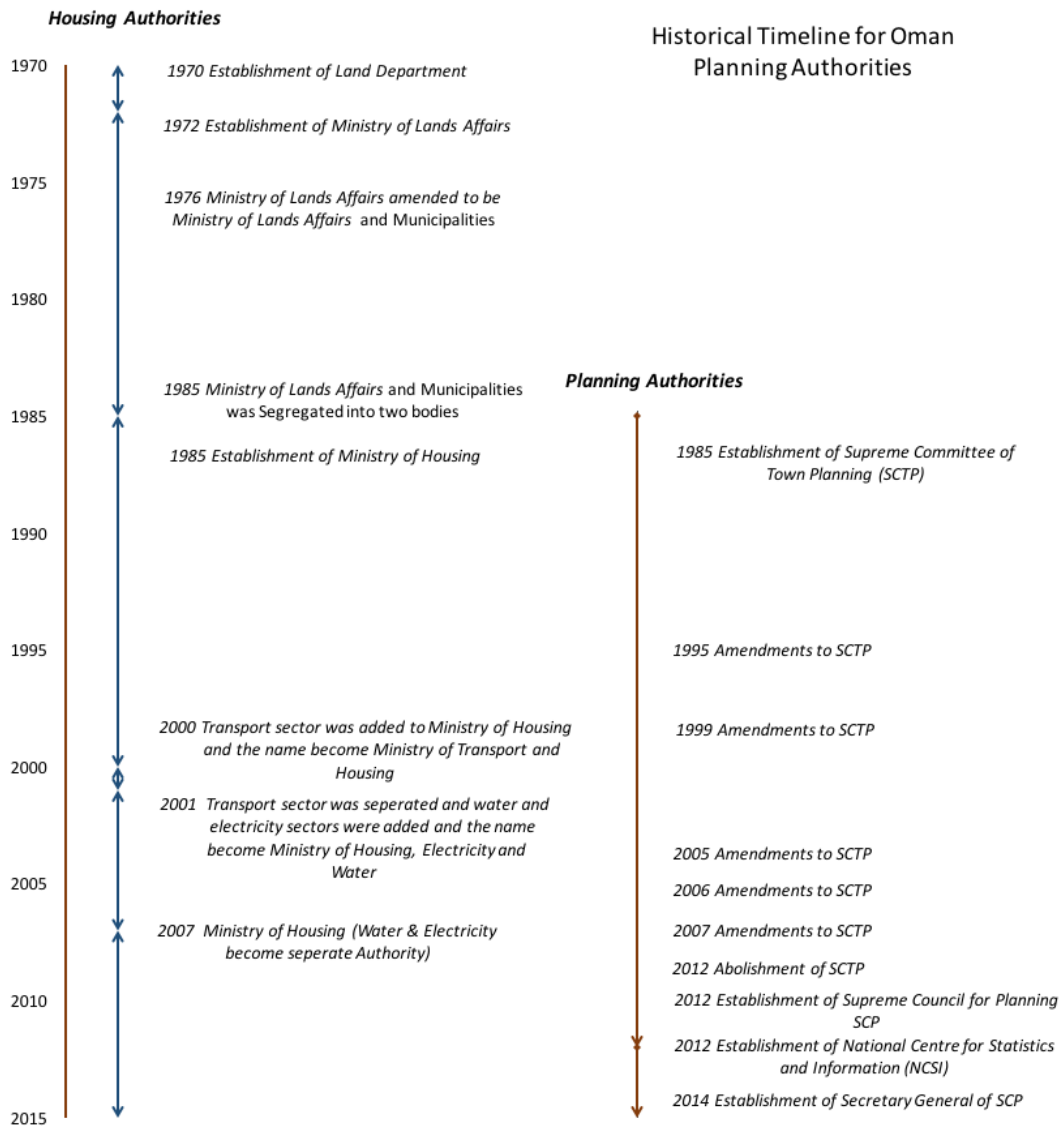 Housing Authorities
Historical Timeline for Oman
Planning Authorities
1970
1970 Establishment of Land Department
1972 Establishment of Ministry of Lands Affairs
1975
1976 Ministry of Lands Affairs amended to be
Ministry of Lands Affairs and Municipalities
1980
Planning Authorities
1985 Ministry of Lands Affairs and Municipalities
was Segregated into two bodies
1985
1985 Establishment of Ministry of Housing
1985 Establishment of Supreme Committee of
Town Planning (SCTP)
1990
1995
1995 Amendments to SCTP
2000 Transport sector was added to Ministry of Housing
and the name become Ministry of Transport and
Housing
1999 Amendments to SCTP
2000
2001 Transport sector was seperated and water and
electricity sectors were added and the name
become Ministry of Housing, Electricity and
Water
2005 Amendments to SCTP
2005
2006 Amendments to SCTP
2007 Ministry of Housing (Water & Electricity
become seperate Authority)
2007 Amendments to SCTP
2012 Abolishment of SCTP
2010
2012 Establishment of Supreme Council for Planning
SCP
2012 Establishment of National Centre for Statistics
and Information (NCSI)
2014 Establishment of Secretary General of SCP
2015